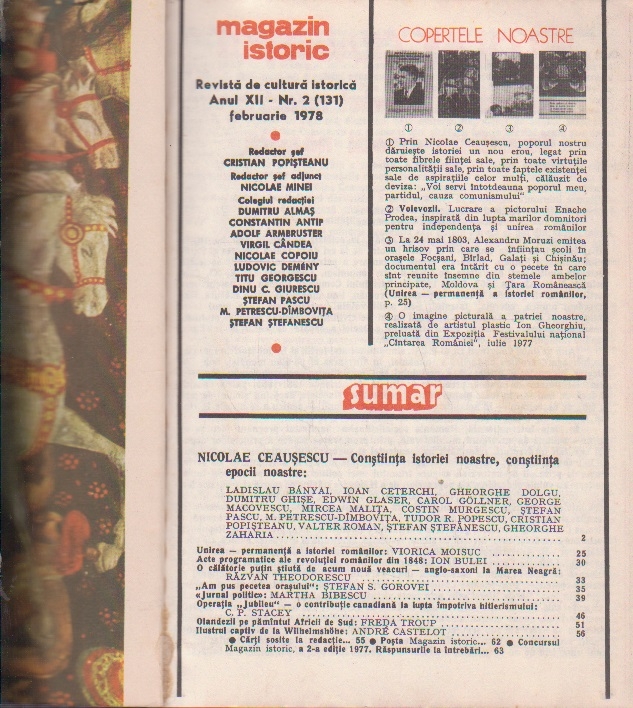 magazin
istoric
Revistă de cultură istorică
Anul XII - Nr. 2 (131)
februarie 1978
Redactor șef
CRISTIAN POPIȘTEANU
Redactor șef adjunct
NICOLAE MINEI
Colegiul redacției
DUMITRU ALMAȘ
CONSTANTIN ANTIP
ADOLF ARMBRUSTER
VIRGIL CÂNDEA
NICOLAE COPOIU
LUDOVIC DEMÉNY
TITU GEORGESCU
DINU C. GIURESCU
ȘTEFAN PASCU
M. PETRESCU-DÎMBOVIȚA
ȘTEFAN ȘTEFĂNESCU
COPERTELE NOASTRE
① ② ③ ④
① Prin Nicolae Ceaușescu, poporul nostru
dăruiește istoriei un nou erou, legat prin
toate fibrele ființei sale, prin toate virtuțile
personalității sale, prin toate faptele existenței
sale de aspirațiile celor mulți, călăuzit de
deviza: „Voi servi întotdeauna poporul meu,
partidul, cauza comunismului"
② Voievozii. Lucrare a pictorului Enache
Prodea, inspirată din lupta marilor domnitori
pentru independența și unirea românilor
③ La 24 mai 1803, Alexandru Moruzi emitea
un hrisov prin care se înființau școli în
orașele Focșani, Bîrlad, Galați și Chișinău;
documentul era întărit cu o pecete în care
sînt reunite însemn din stemele ambelor
principate, Moldova și Țara Românească
(Unirea — permanență a istoriei românilor,
p. 25)
④ O imagine picturală a patriei noastre,
realizată de artistul plastic Ion Gheorghiu,
preluată din Expoziția Festivalului național
„Cîntarea României", iulie 1977
sumar
NICOLAE CEAUȘESCU — Conștiința istoriei noastre, conștiința
epocii noastre:
LADISLAU BÁNYAI, IOAN CETERCHI, GHEORGHE DOLGU,
DUMITRU GHIȘE, EDWIN GLASER, CAROL GÖLLNER, GEORGE
MACOVESCU, MIRCEA MALIȚA, COSTIN MURGESCU, ȘTEFAN
PASCU, M. PETRESCU-DÎMBOVIȚA, TUDOR R. POPESCU, CRISTIAN
POPIȘTEANU, VALTER ROMAN, ȘTEFAN ȘTEFĂNESCU, GHEORGHE
ZAHARIA 2
Unirea — permanență a istoriei românilor: VIORICA MOISUC 25
Acte programatice ale revoluției românilor din 1848: ION BULEI 30
O călătorie puțin știută de acum nouă veacuri — anglo-saxoni la Marea Neagră:
RĂZVAN THEODORESCU 33
„Am pus pecetea orașului": ȘTEFAN S. GOROVEI 35
«Jurnal politic»: MARTHA BIBESCU 39
Operația „Jubileu" — o contribuție canadiană la lupta împotriva hitlerismului:
C. P. STACEY 46
Olandezii pe pămîntul Africii de Sud: FREDA TROUP 51
Ilustrul captiv de la Wilhelmshöhe: ANDRÉ CASTELOT 56
● Cărți sosite la redacție... 55 ● Poșta Magazin istoric... 62 ● Concursul
Magazin istoric, a 2-a ediție 1977. Răspunsurile la întrebări... 63